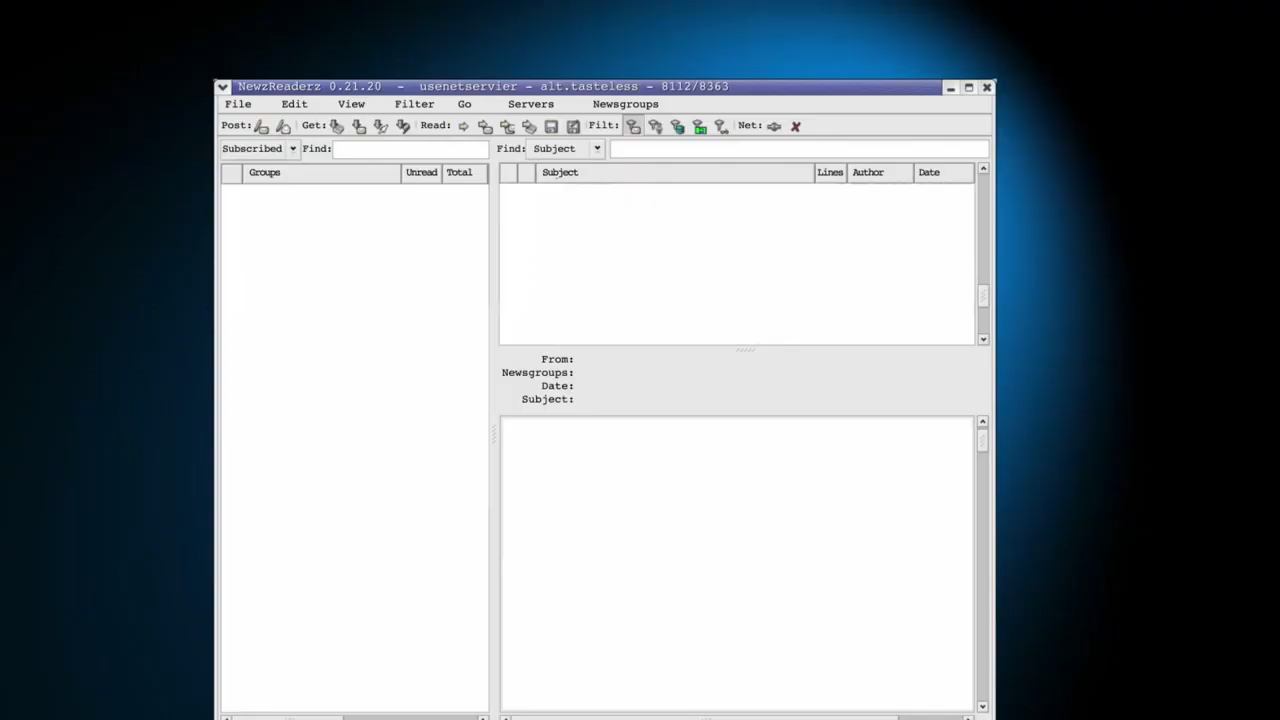 NewzReaderz 0.21.20 - usenetservier - alt.tasteless - 8112/8363
File Edit View Filter Go Servers Newsgroups
Post: Get: Read: Filt: Net:
Subscribed Find: Find: Subject
Groups Unread Total Subject Lines Author Date
From:
Newsgroups:
Date:
Subject: